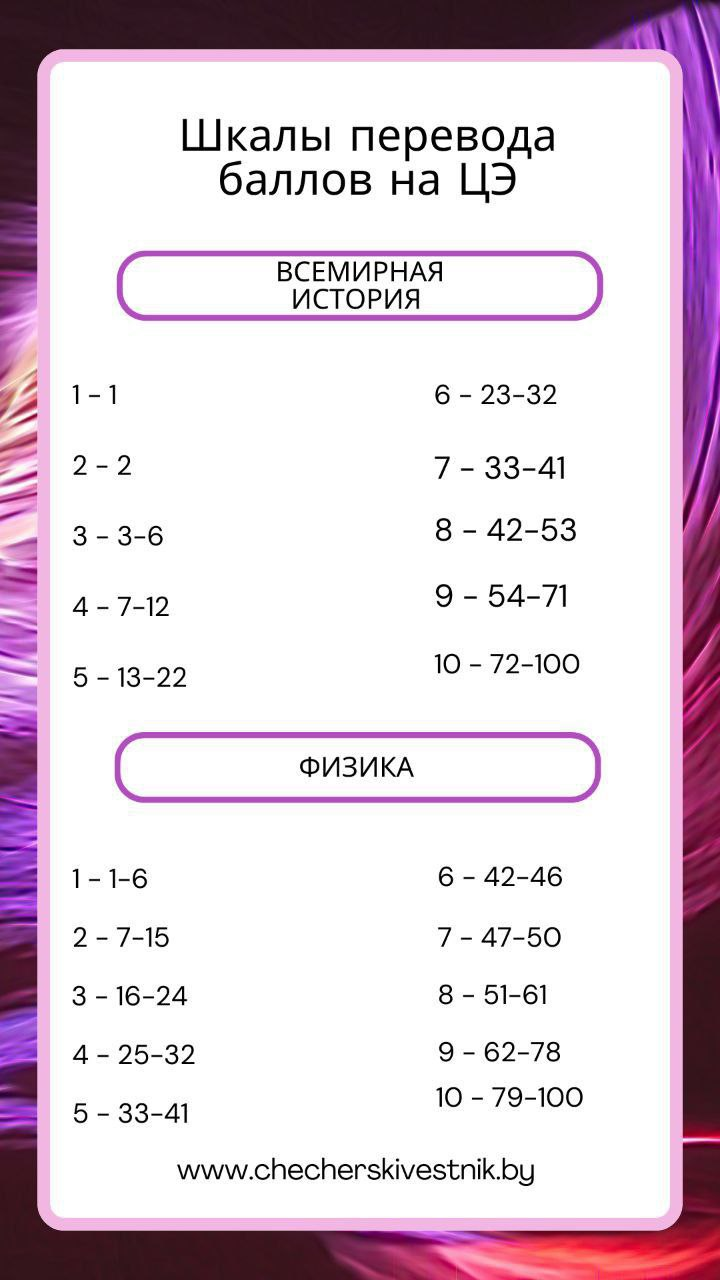 Шкалы перевода
баллов на ЦЭ
ВСЕМИРНАЯ
ИСТОРИЯ
1 – 1
2 – 2
3 – 3-6
4 – 7-12
5 – 13-22
6 – 23-32
7 – 33-41
8 – 42-53
9 – 54-71
10 – 72-100
ФИЗИКА
1 – 1-6
2 – 7-15
3 – 16-24
4 – 25-32
5 – 33-41
6 – 42-46
7 – 47-50
8 – 51-61
9 – 62-78
10 – 79-100
www.checherskivestnik.by